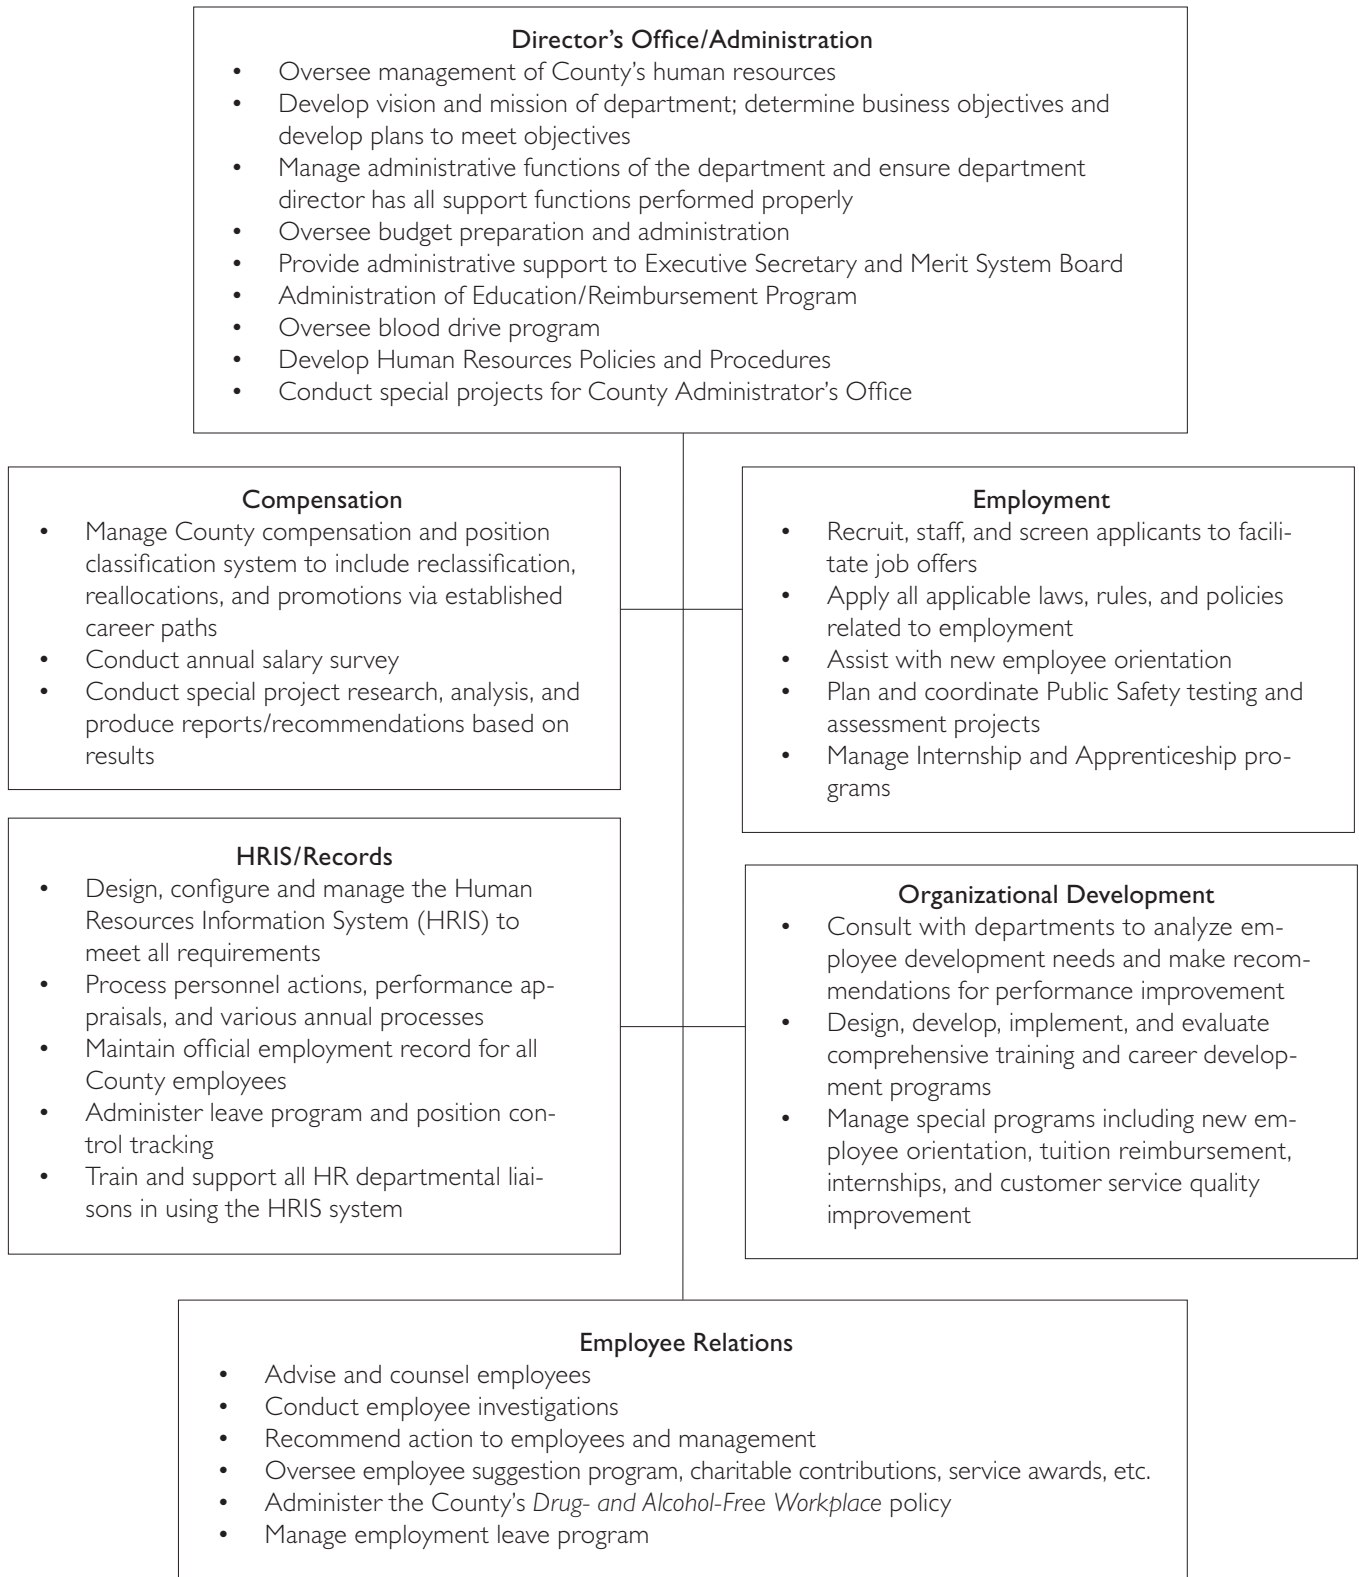 Director’s Office/Administration
• Oversee management of County’s human resources
• Develop vision and mission of department; determine business objectives and
develop plans to meet objectives
• Manage administrative functions of the department and ensure department
director has all support functions performed properly
• Oversee budget preparation and administration
• Provide administrative support to Executive Secretary and Merit System Board
• Administration of Education/Reimbursement Program
• Oversee blood drive program
• Develop Human Resources Policies and Procedures
• Conduct special projects for County Administrator’s Office
Compensation
• Manage County compensation and position
classification system to include reclassification,
reallocations, and promotions via established
career paths
• Conduct annual salary survey
• Conduct special project research, analysis, and
produce reports/recommendations based on
results
Employment
• Recruit, staff, and screen applicants to facili-
tate job offers
• Apply all applicable laws, rules, and policies
related to employment
• Assist with new employee orientation
• Plan and coordinate Public Safety testing and
assessment projects
• Manage Internship and Apprenticeship pro-
grams
HRIS/Records
• Design, configure and manage the Human
Resources Information System (HRIS) to
meet all requirements
• Process personnel actions, performance ap-
praisals, and various annual processes
• Maintain official employment record for all
County employees
• Administer leave program and position con-
trol tracking
• Train and support all HR departmental liai-
sons in using the HRIS system
Organizational Development
• Consult with departments to analyze em-
ployee development needs and make recom-
mendations for performance improvement
• Design, develop, implement, and evaluate
comprehensive training and career develop-
ment programs
• Manage special programs including new em-
ployee orientation, tuition reimbursement,
internships, and customer service quality
improvement
Employee Relations
• Advise and counsel employees
• Conduct employee investigations
• Recommend action to employees and management
• Oversee employee suggestion program, charitable contributions, service awards, etc.
• Administer the County’s Drug- and Alcohol-Free Workplace policy
• Manage employment leave program